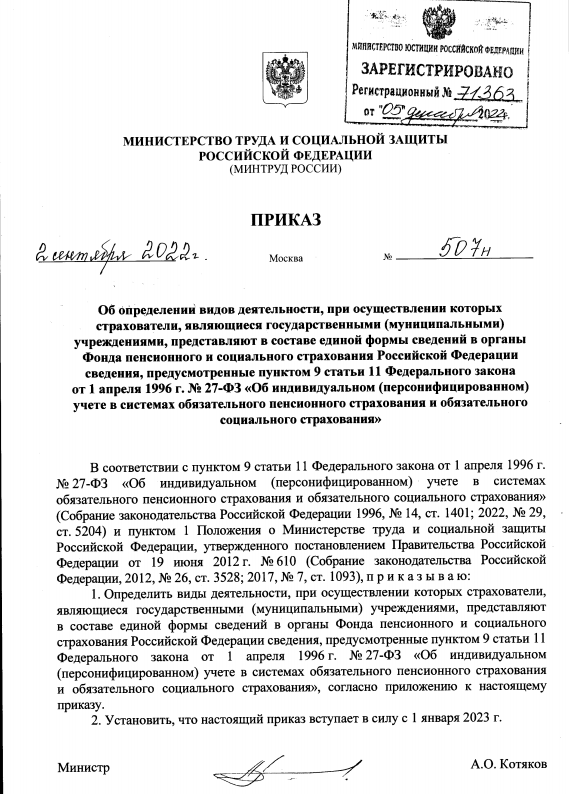 МИНИСТЕРСТВО ЮСТИЦИИ РОССИЙСКОЙ ФЕДЕРАЦИИ
ЗАРЕГИСТРИРОВАНО
Регистрационный № 71363
от "05" декабря 2022г.
МИНИСТЕРСТВО ТРУДА И СОЦИАЛЬНОЙ ЗАЩИТЫ
РОССИЙСКОЙ ФЕДЕРАЦИИ
(МИНТРУД РОССИИ)
ПРИКАЗ
2 сентября 2022г. Москва № 507н
Об определении видов деятельности, при осуществлении которых
страхователи, являющиеся государственными (муниципальными)
учреждениями, представляют в составе единой формы сведений в органы
Фонда пенсионного и социального страхования Российской Федерации
сведения, предусмотренные пунктом 9 статьи 11 Федерального закона
от 1 апреля 1996 г. № 27-ФЗ «Об индивидуальном (персонифицированном)
учете в системах обязательного пенсионного страхования и обязательного
социального страхования»
В соответствии с пунктом 9 статьи 11 Федерального закона от 1 апреля 1996 г.
№ 27-ФЗ «Об индивидуальном (персонифицированном) учете в системах
обязательного пенсионного страхования и обязательного социального страхования»
(Собрание законодательства Российской Федерации 1996, № 14, ст. 1401; 2022, № 29,
ст. 5204) и пунктом 1 Положения о Министерстве труда и социальной защиты
Российской Федерации, утвержденного постановлением Правительства Российской
Федерации от 19 июня 2012 г. № 610 (Собрание законодательства Российской
Федерации, 2012, № 26, ст. 3528; 2017, № 7, ст. 1093), п р и к а з ы в а ю:
1. Определить виды деятельности, при осуществлении которых страхователи,
являющиеся государственными (муниципальными) учреждениями, представляют
в составе единой формы сведений в органы Фонда пенсионного и социального
страхования Российской Федерации сведения, предусмотренные пунктом 9 статьи 11
Федерального закона от 1 апреля 1996 г. № 27-ФЗ «Об индивидуальном
(персонифицированном) учете в системах обязательного пенсионного страхования
и обязательного социального страхования», согласно приложению к настоящему
приказу.
2. Установить, что настоящий приказ вступает в силу с 1 января 2023 г.
Министр А.О. Котяков